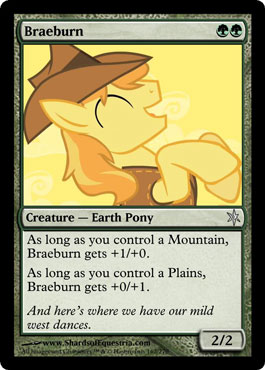 Braeburn
Creature — Earth Pony
As long as you control a Mountain,
Braeburn gets +1/+0.
As long as you control a Plains,
Braeburn gets +0/+1.
And here's where we have our mild
west dances.
2/2
www.ShardsofEquestria.com